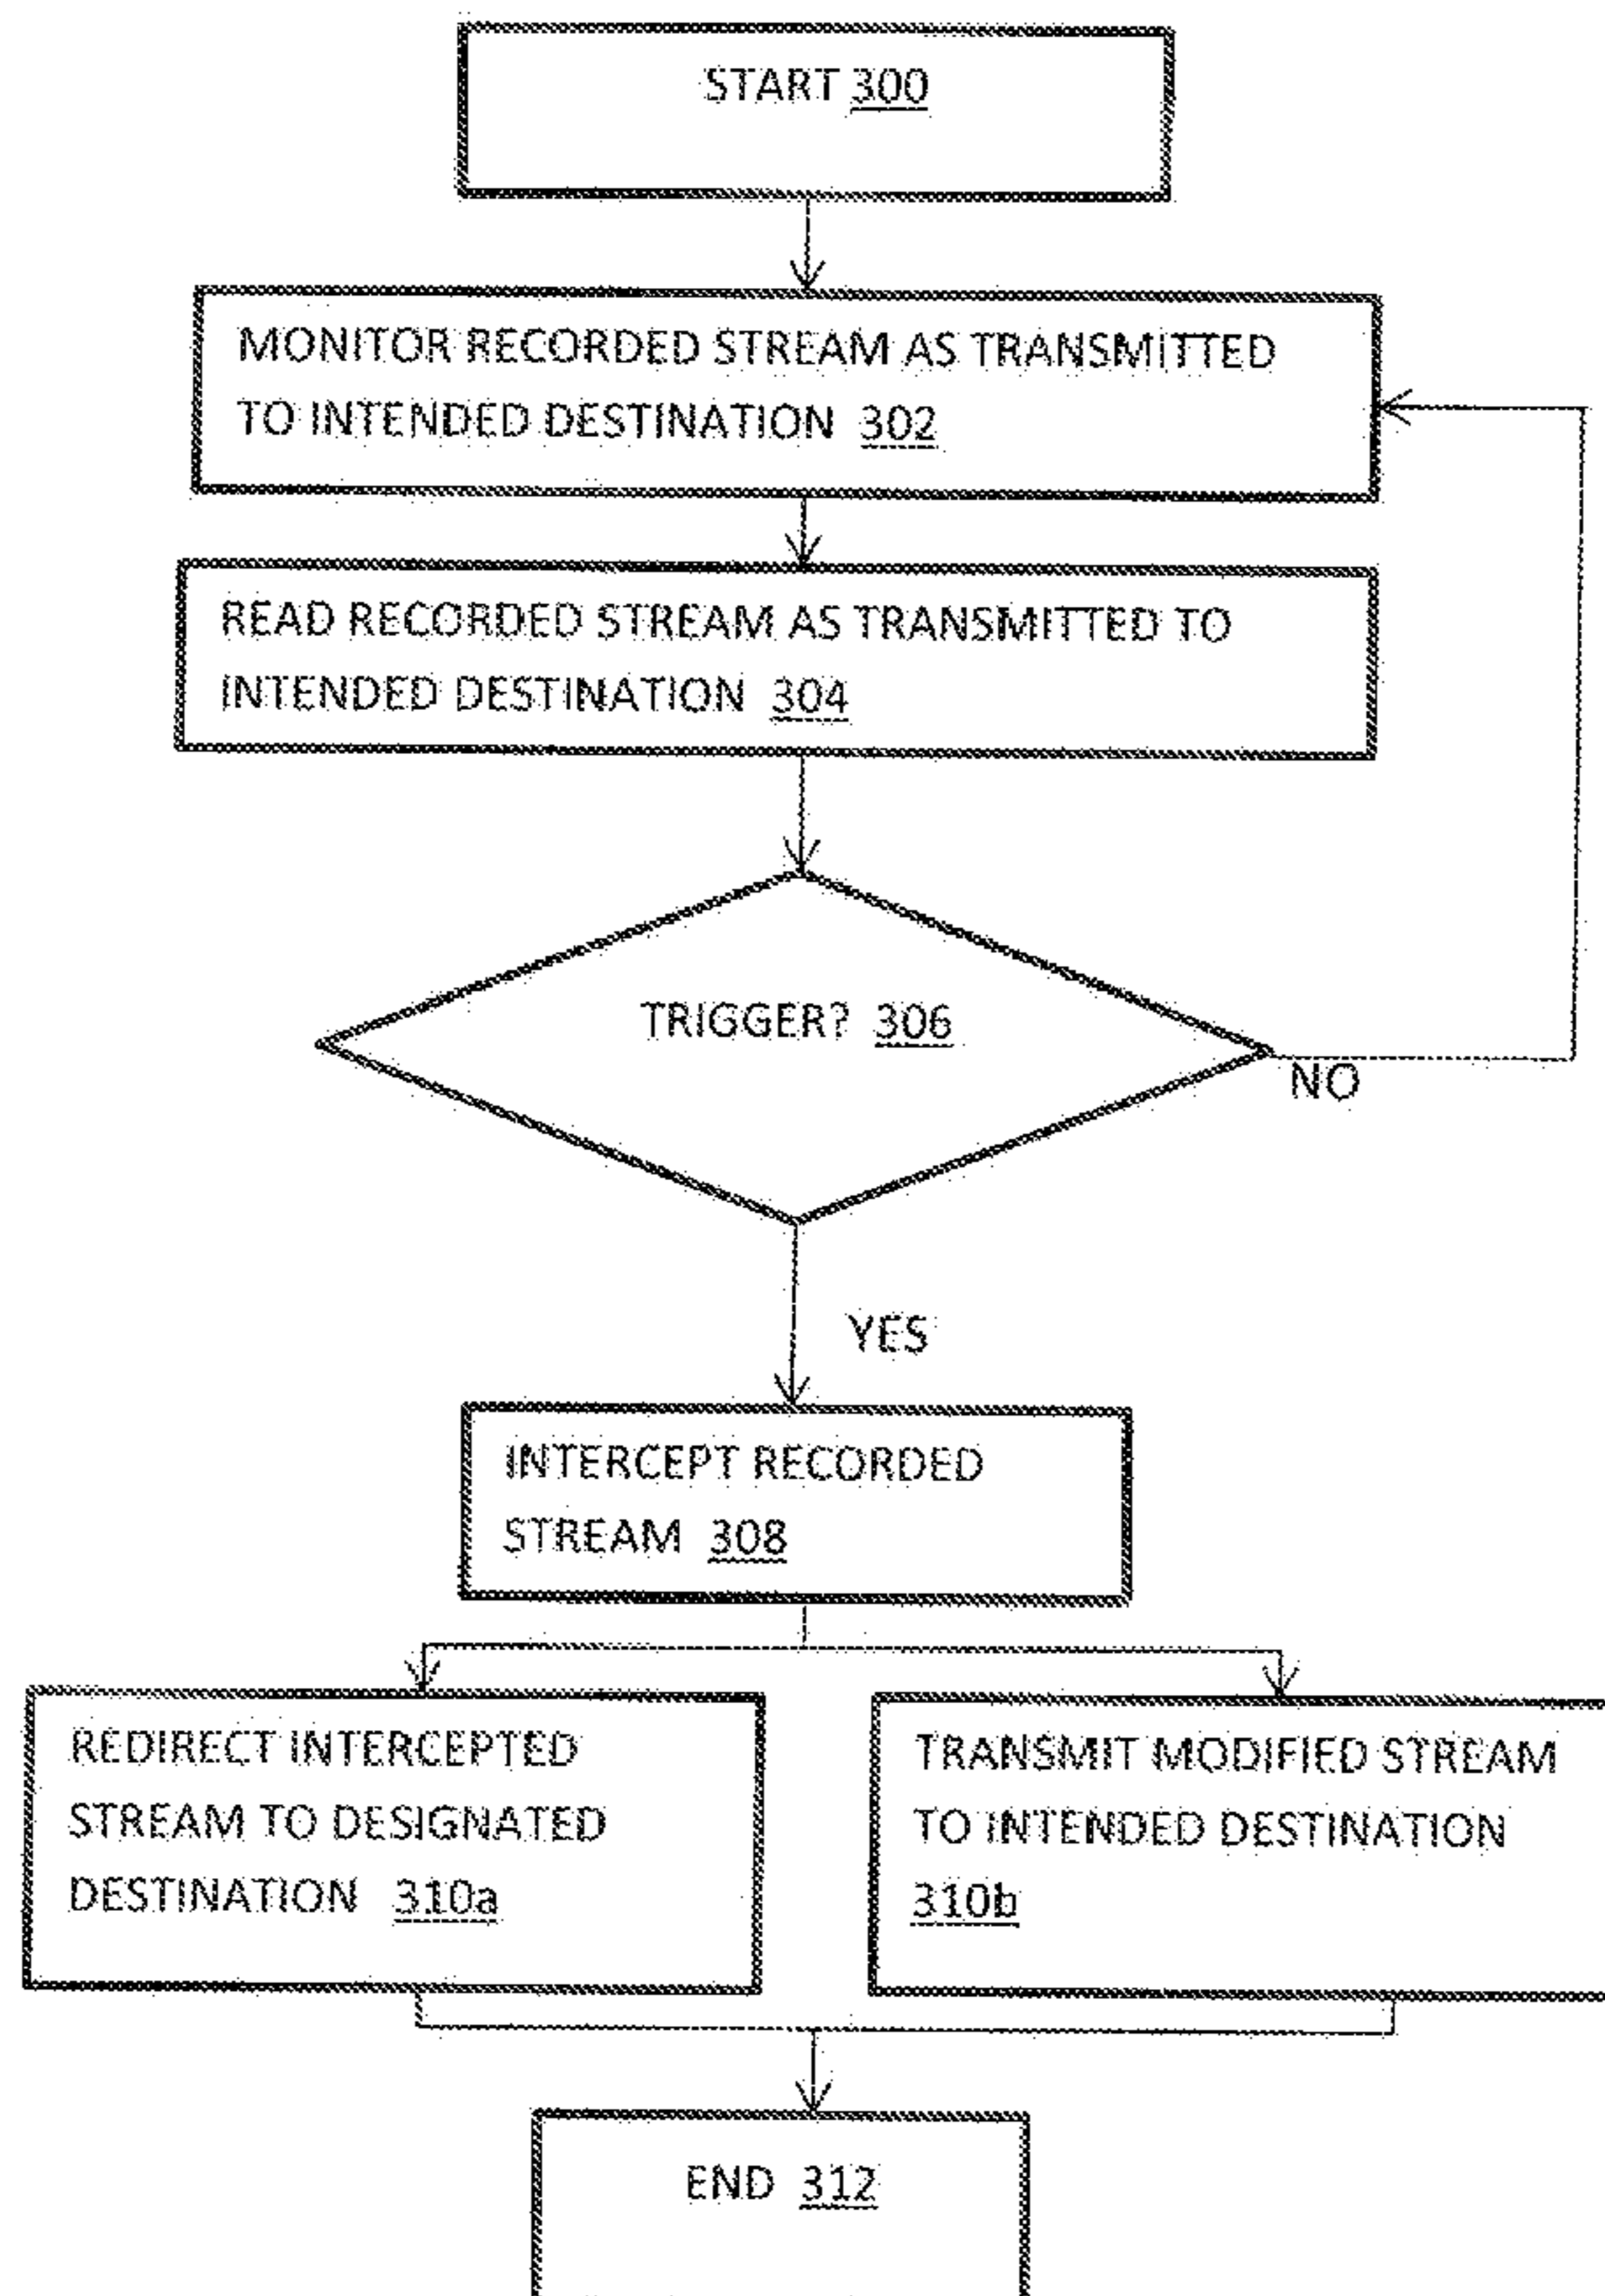 START 300
MONITOR RECORDED STREAM AS TRANSMITTED
TO INTENDED DESTINATION 302
READ RECORDED STREAM AS TRANSMITTED TO
INTENDED DESTINATION 304
TRIGGER? 306
NO
YES
INTERCEPT RECORDED
STREAM 308
REDIRECT INTERCEPTED
STREAM TO DESIGNATED
DESTINATION 310a
TRANSMIT MODIFIED STREAM
TO INTENDED DESTINATION
310b
END 312